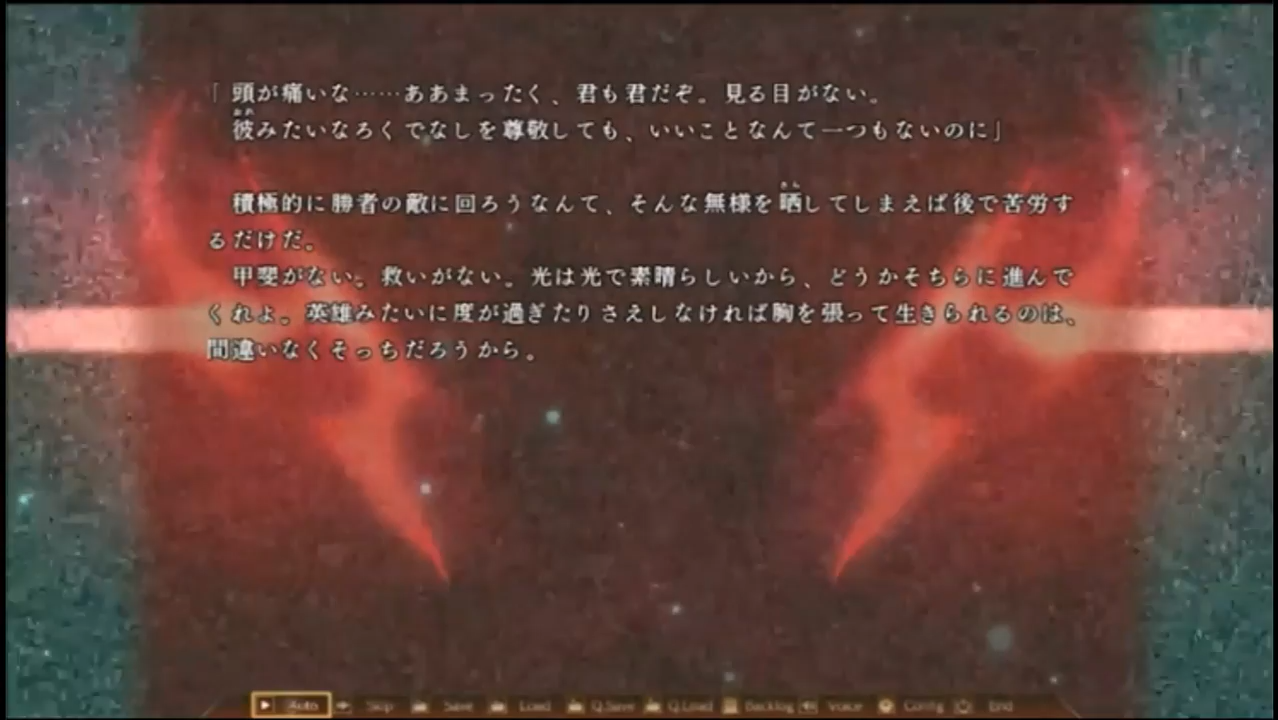 「頭が痛いな……ああまったく、君も君だぞ。見る目がない。
彼みたいなろくでなしを尊敬しても、いいことなんて一つもないのに」
積極的に勝者の敵に回ろうなんて、そんな無様を晒してしまえば後で苦労す
るだけだ。
甲斐がない。救いがない。光は光で素晴らしいから、どうかそちらに進んで
くれよ。英雄みたいに度が過ぎたりさえしなければ胸を張って生きられるのは、
間違いなくそっちだろうから。
Auto Skip Save Load Q.Save Q.Load Backlog Voice Config End